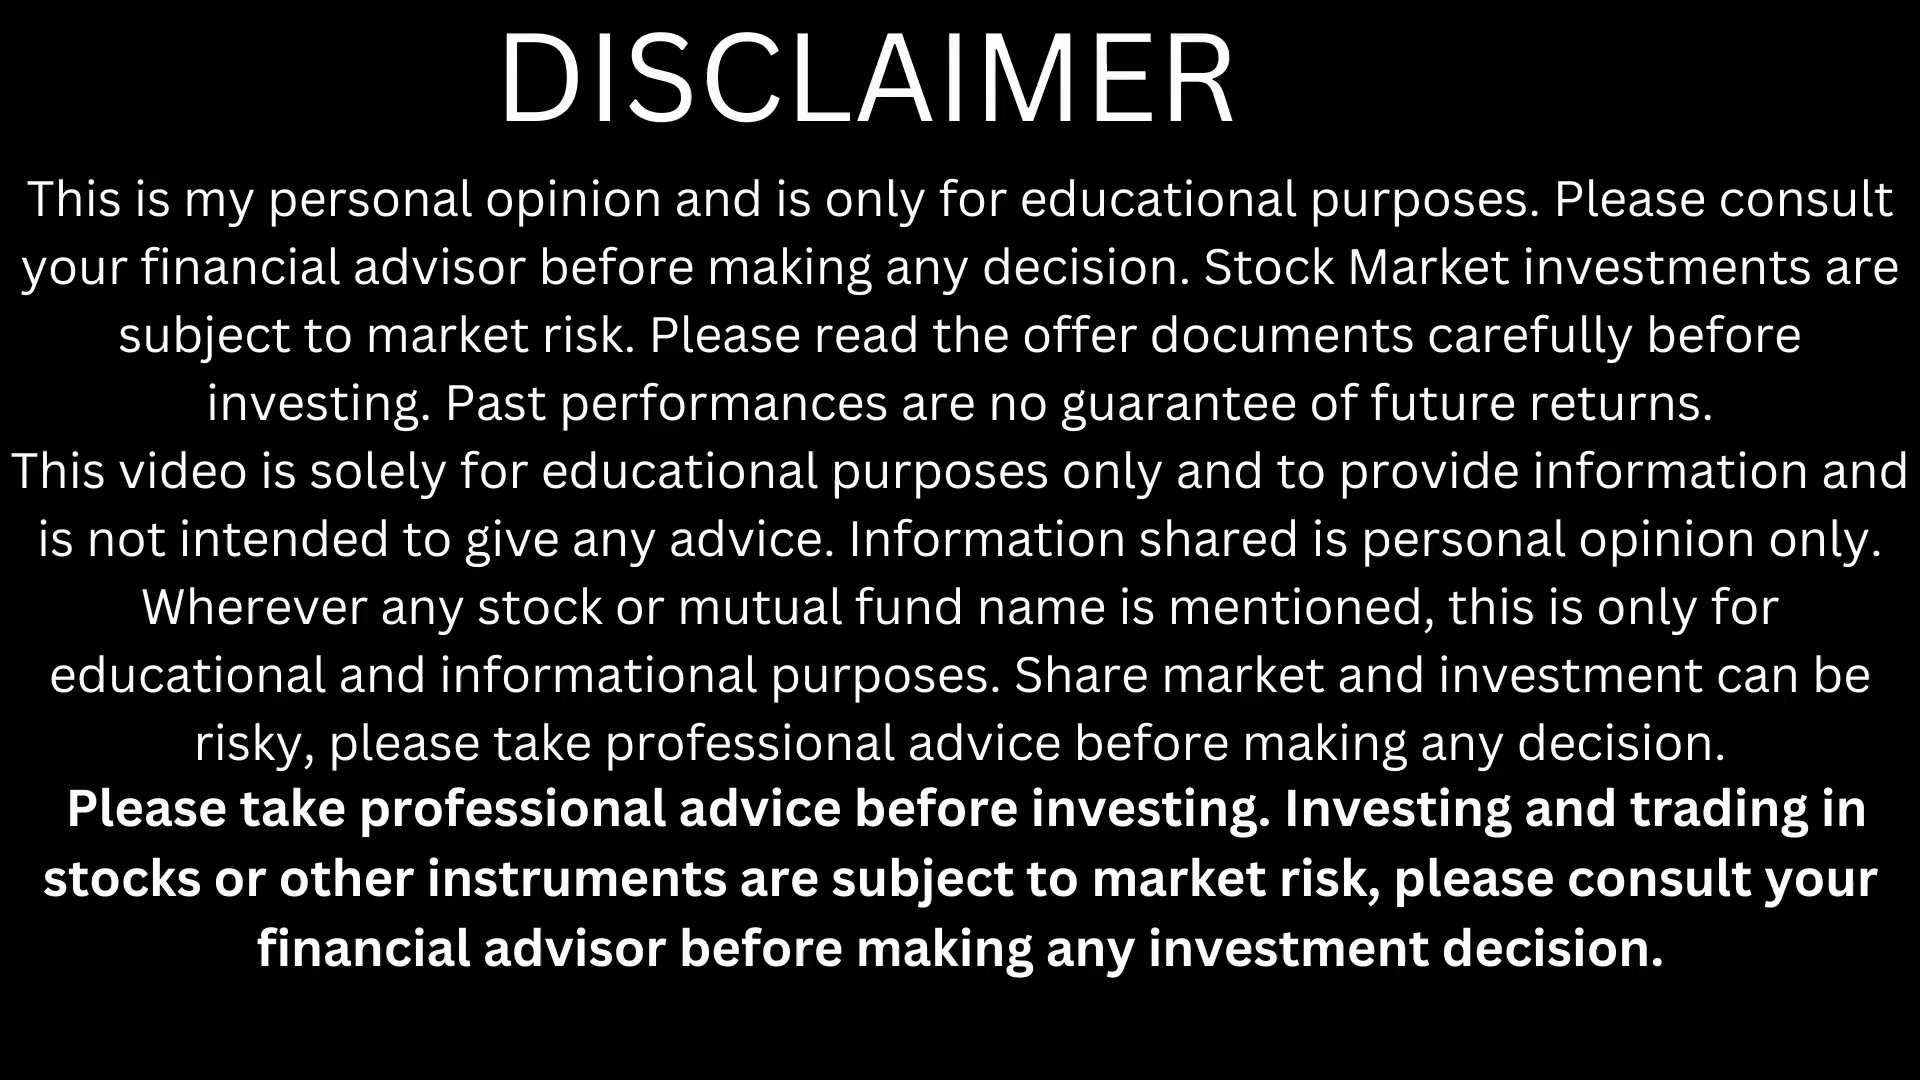 DISCLAIMER
This is my personal opinion and is only for educational purposes. Please consult
your financial advisor before making any decision. Stock Market investments are
subject to market risk. Please read the offer documents carefully before
investing. Past performances are no guarantee of future returns.
This video is solely for educational purposes only and to provide information and
is not intended to give any advice. Information shared is personal opinion only.
Wherever any stock or mutual fund name is mentioned, this is only for
educational and informational purposes. Share market and investment can be
risky, please take professional advice before making any decision.
Please take professional advice before investing. Investing and trading in
stocks or other instruments are subject to market risk, please consult your
financial advisor before making any investment decision.